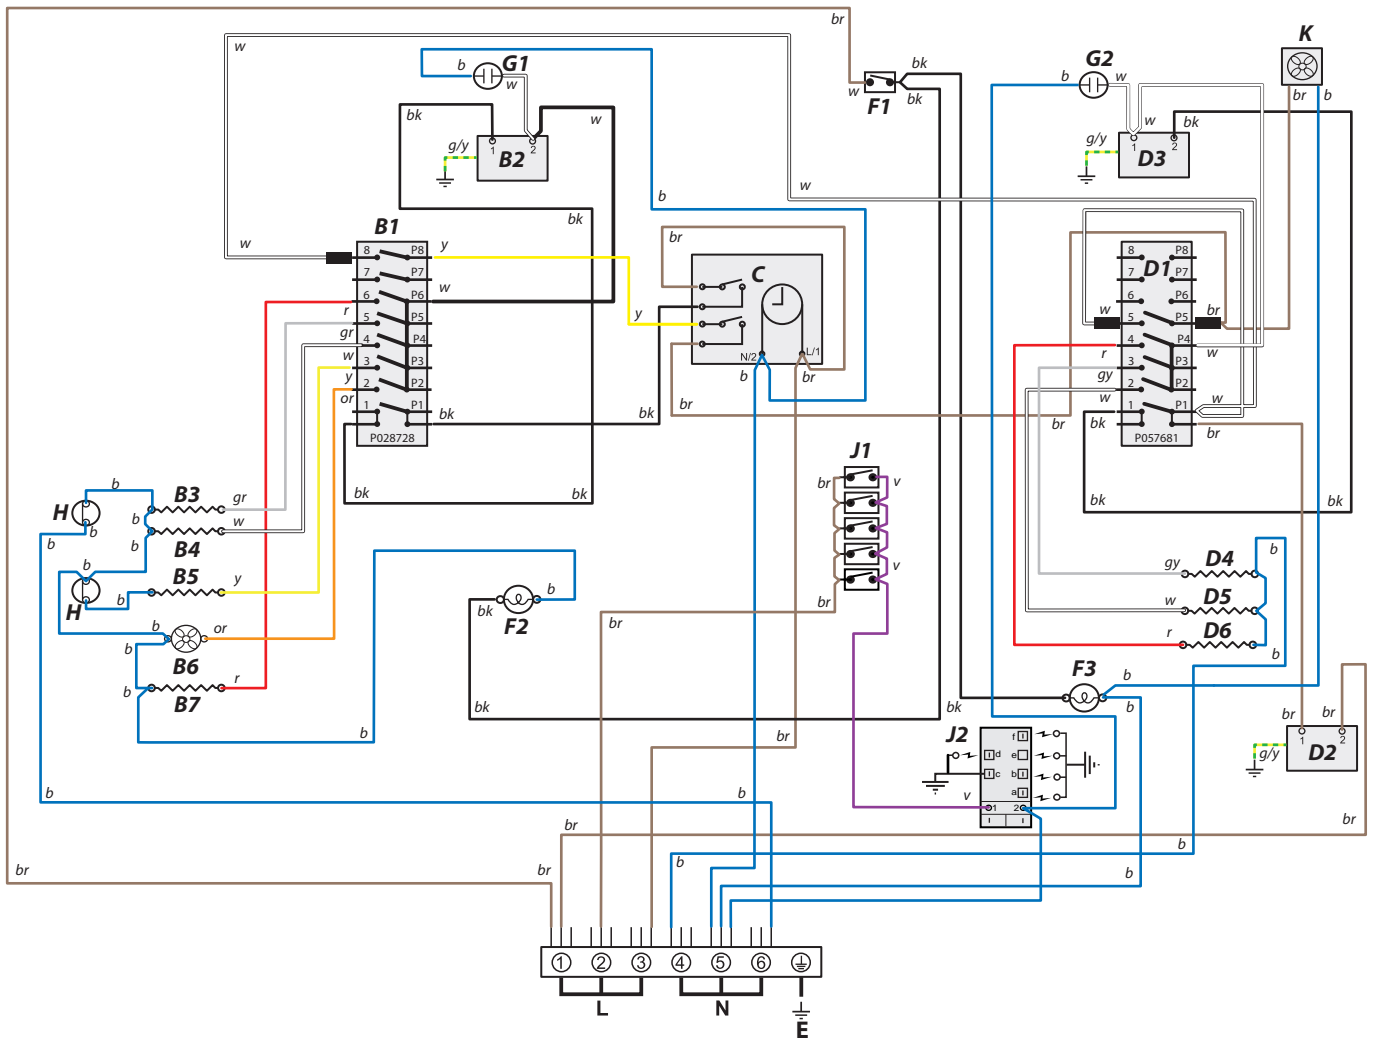 br
K
w
G1
b
w
bk
bk
w
F1
G2
b
w
br
b
bk
w
g/y
1
2
B2
w
bk
g/y
1
2
D3
w
b
bk
B1
w
br
8
P8
y
7
P7
6
P6
w
r
5
P5
gr
4
P4
w
3
P3
y
2
P2
or
1
P1
bk
bk
P028728
C
y
N/2
L/1
b
br
br
8
P8
D1
7
P7
6
P6
w
5
P5
br
4
P4
r
w
3
P3
gy
2
P2
w
w
1
P1
br
bk
br
P057681
J1
br
v
v
br
bk
bk
bk
bk
b
B3
gr
H
b
b
b
w
b
B4
b
B5
y
H
b
b
or
B6
b
r
b
B7
b
b
bk
F2
br
gy
D4
b
w
D5
r
D6
b
F3
b
b
bk
bk
br
br
1
2
D2
g/y
J2
f
d
e
c
b
a
v
1
2
b
b
br
br
br
br
b
b
b
1
2
3
4
5
6
L
N
E